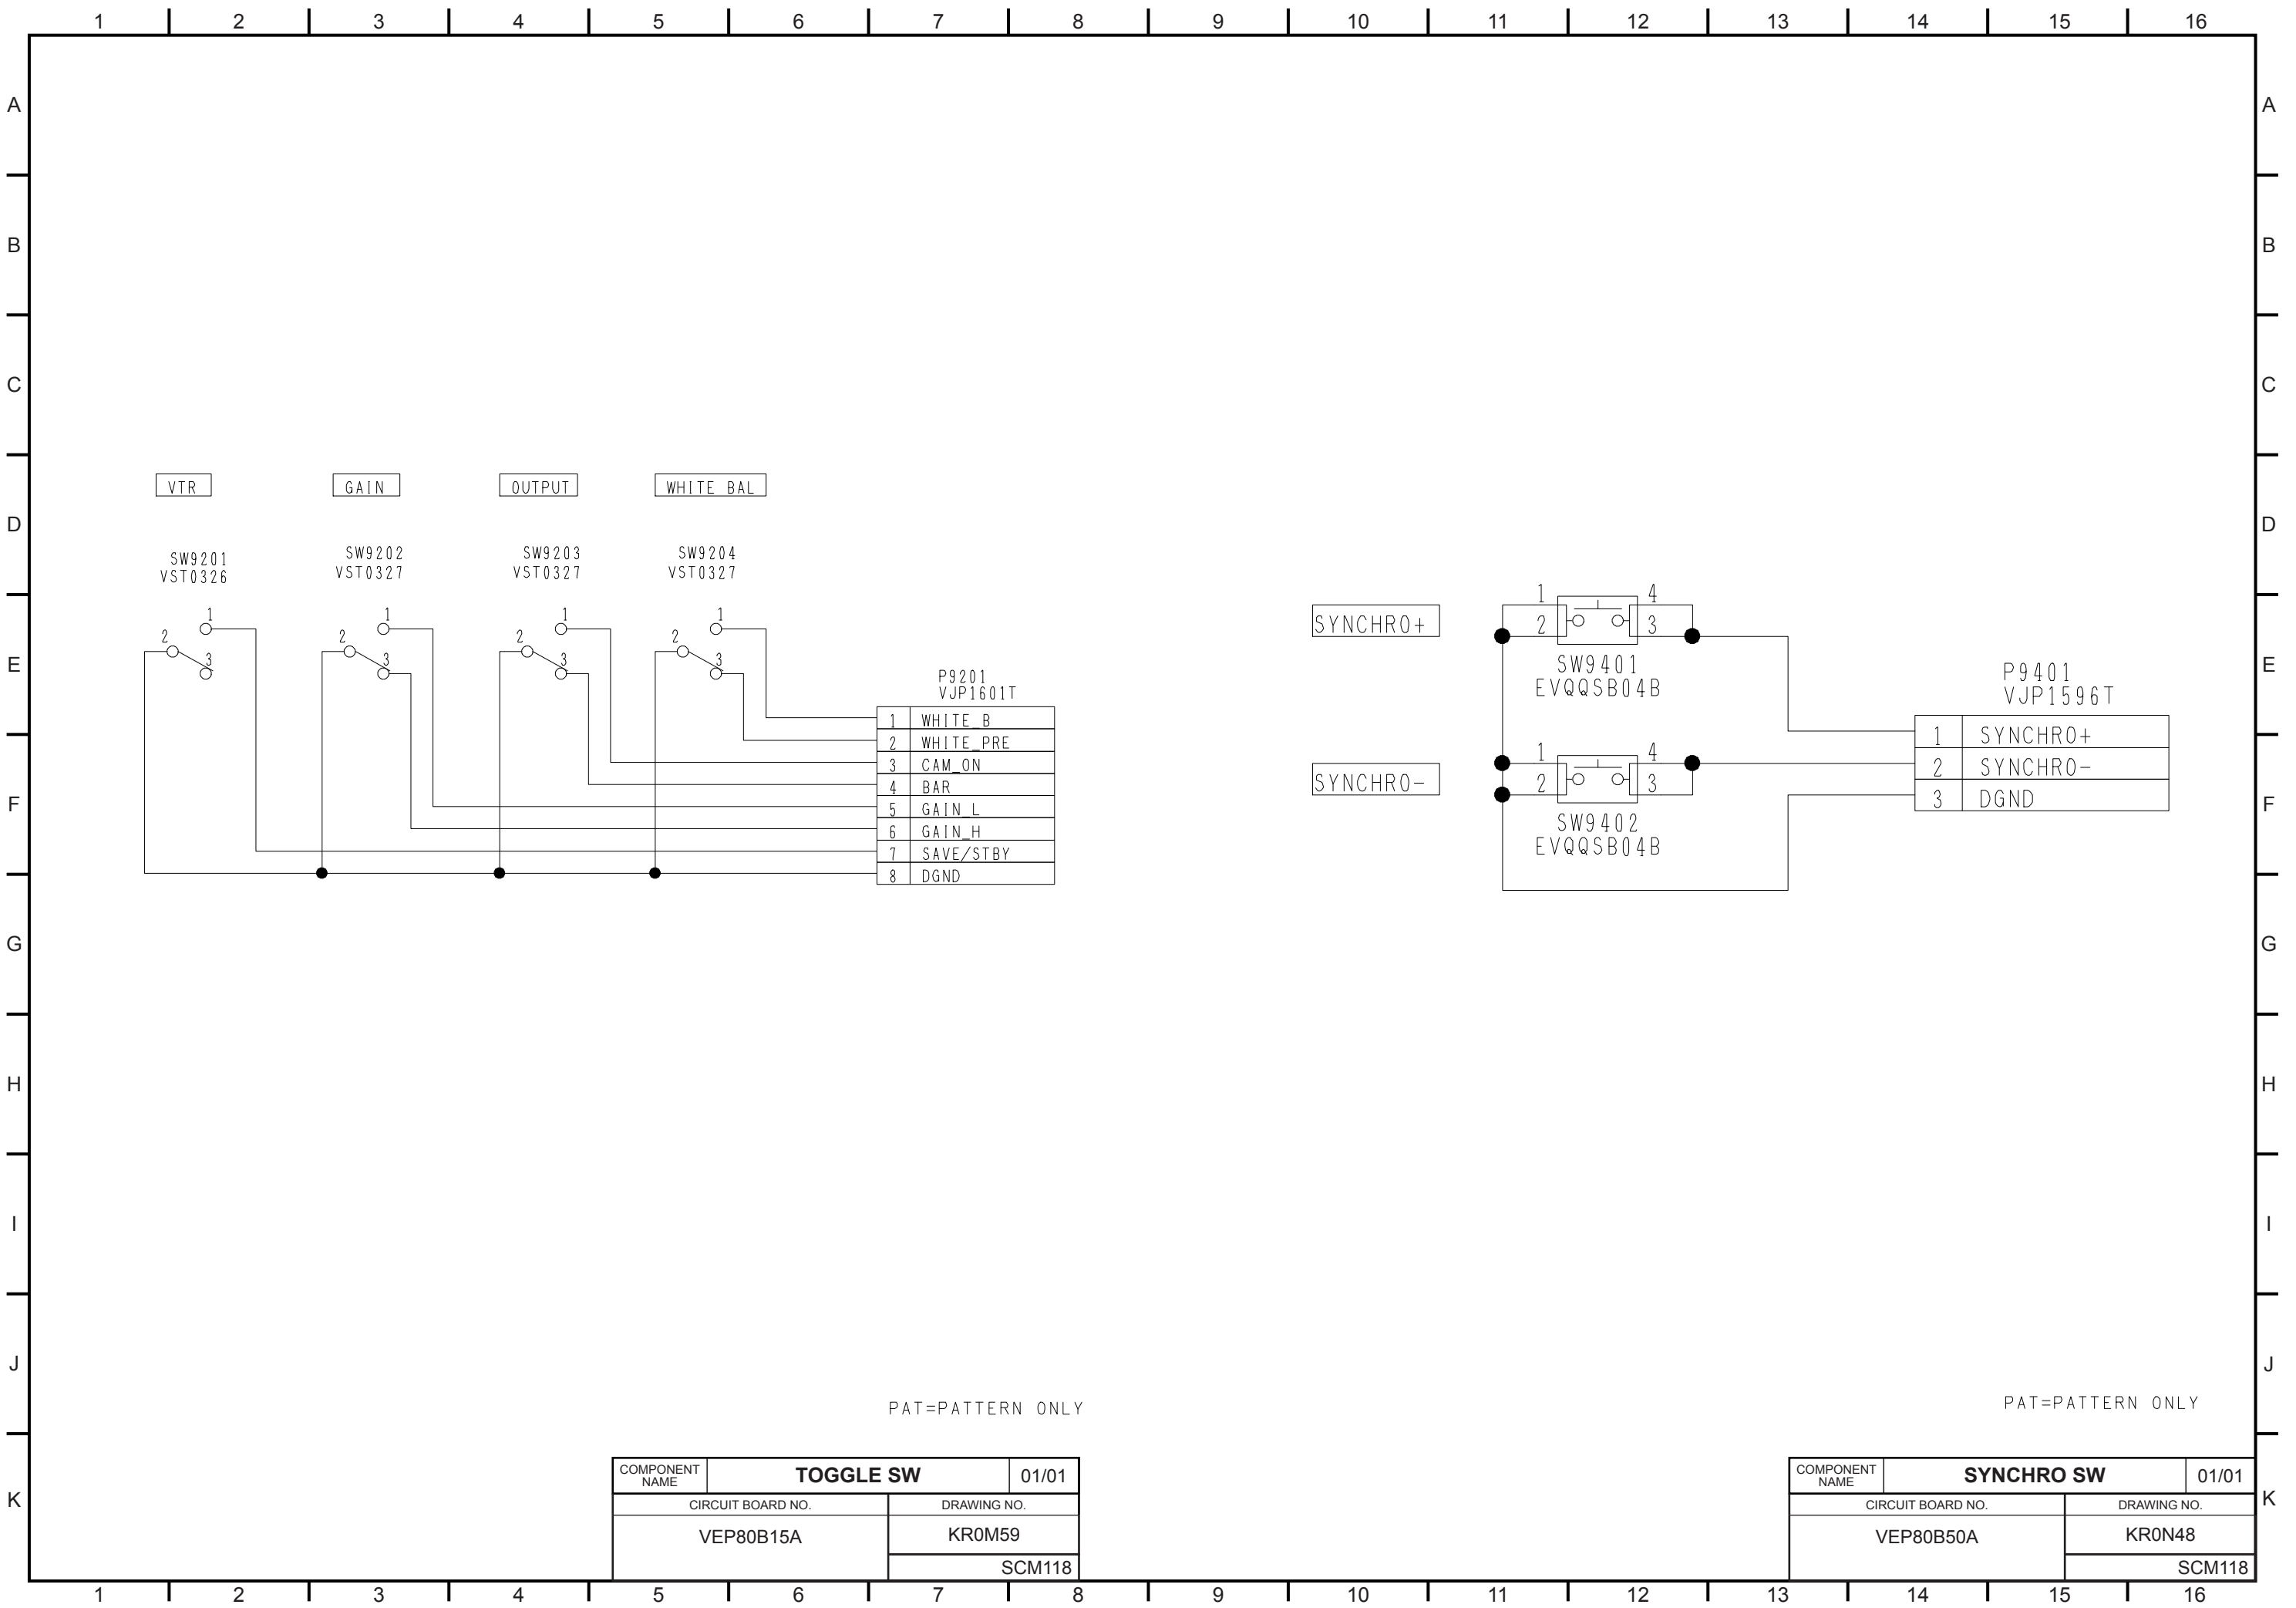 1 2 3 4 5 6 7 8 9 10 11 12 13 14 15 16
A A
B B
C C
D D
E E
F F
G G
H H
I I
J J
K K
VTR GAIN OUTPUT WHITE BAL
SW9201
VST0326
1
2
3
SW9202
VST0327
1
2
3
SW9203
VST0327
1
2
3
SW9204
VST0327
1
2
3
P9201
VJP1601T
1 WHITE_B
2 WHITE_PRE
3 CAM_ON
4 BAR
5 GAIN_L
6 GAIN_H
7 SAVE/STBY
8 DGND
SYNCHRO+
1 4
2 3
SW9401
EVQQSB04B
SYNCHRO-
1 4
2 3
SW9402
EVQQSB04B
P9401
VJP1596T
1 SYNCHRO+
2 SYNCHRO-
3 DGND
PAT=PATTERN ONLY
COMPONENT NAME TOGGLE SW 01/01
CIRCUIT BOARD NO. DRAWING NO.
VEP80B15A KR0M59
SCM118
PAT=PATTERN ONLY
COMPONENT NAME SYNCHRO SW 01/01
CIRCUIT BOARD NO. DRAWING NO.
VEP80B50A KR0N48
SCM118
1 2 3 4 5 6 7 8 9 10 11 12 13 14 15 16